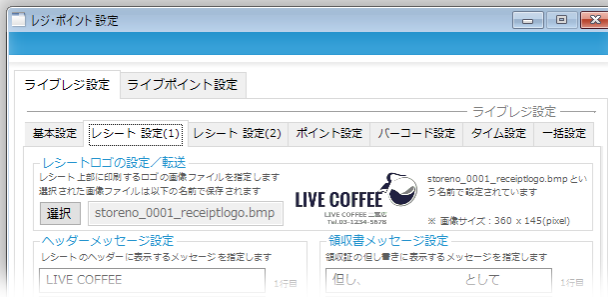 レジ・ポイント 設定
ライブレジ設定 ライブポイント設定
ライブレジ設定
基本設定 レシート 設定(1) レシート 設定(2) ポイント設定 バーコード設定 タイム設定 一括設定
レシートロゴの設定／転送
レシート上部に印刷するロゴの画像ファイルを指定します
選択された画像ファイルは以下の名前で保存されます
選択 storeno_0001_receiptlogo.bmp
LIVE COFFEE
LIVE COFFEE
Tel.03-1234-5678
storeno_0001_receiptlogo.bmp とい
う名前で設定されています
※ 画像サイズ：360 x 145(pixel)
ヘッダーメッセージ設定
レシートのヘッダーに表示するメッセージを指定します
LIVE COFFEE 1行目
領収書メッセージ設定
領収証の但し書きに表示するメッセージを指定します
但し、 として 1行目